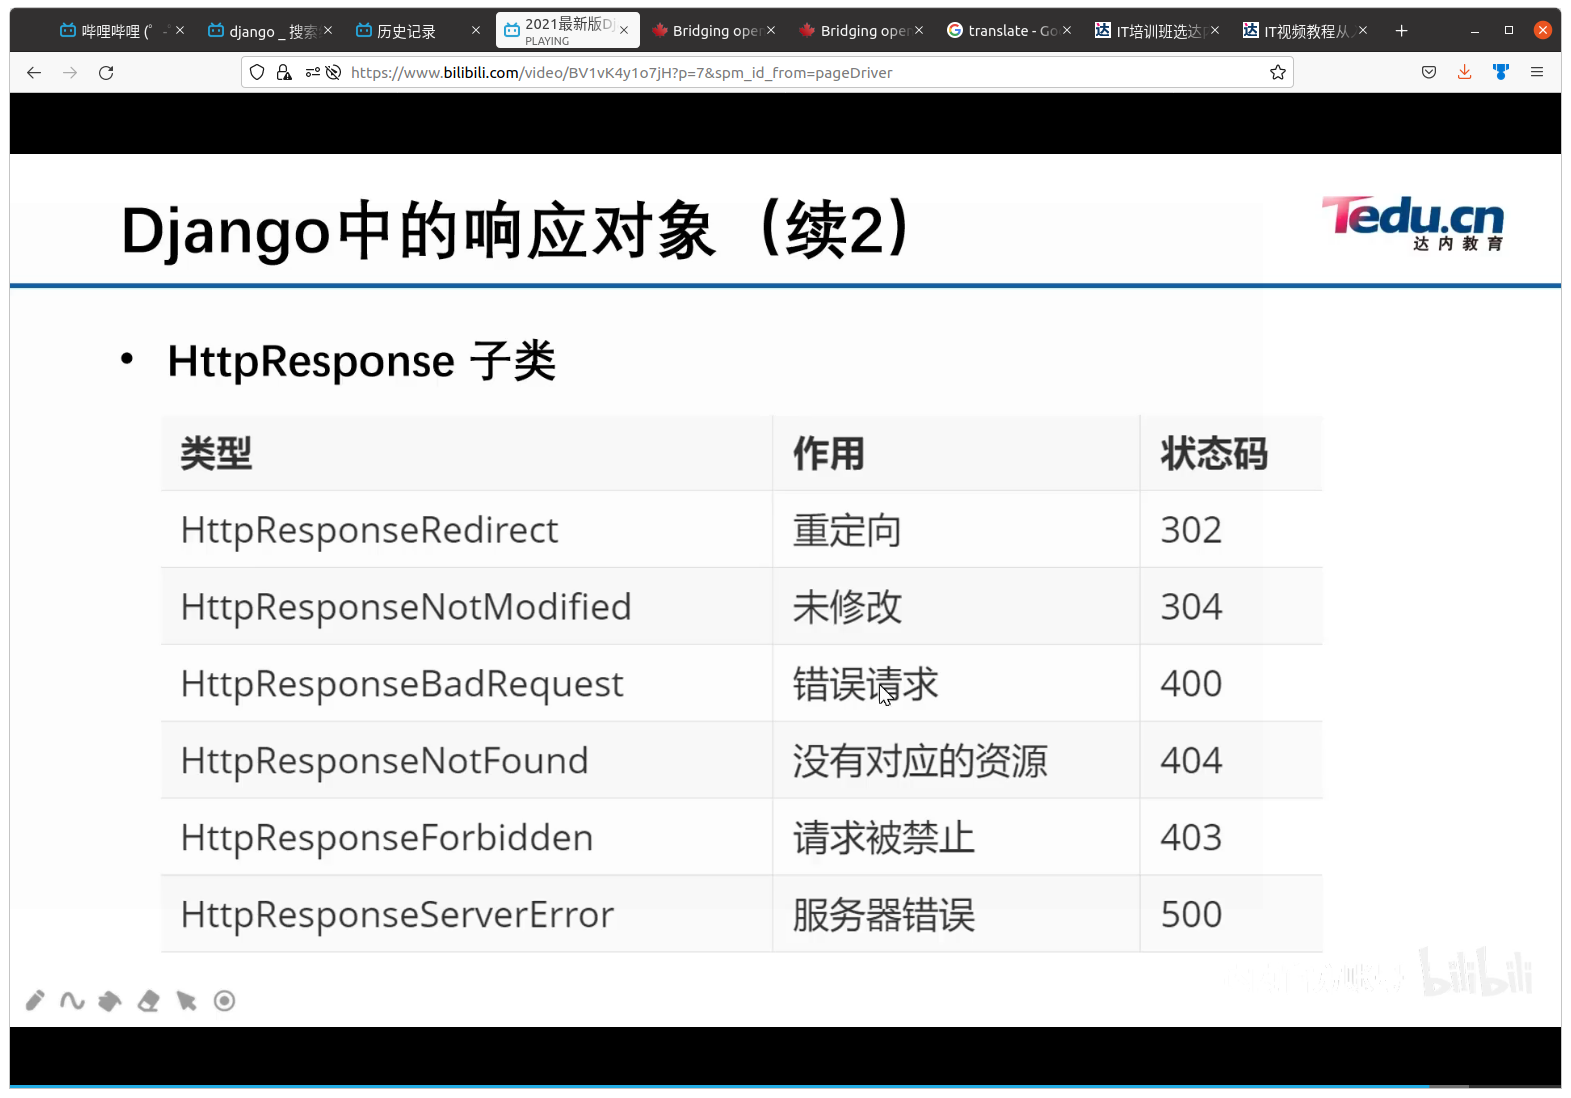 哔哩哔哩 (゜-
django _ 搜索
历史记录
2021最新版Dj
PLAYING
Bridging oper
Bridging oper
translate - Go
IT培训班选达
IT视频教程从
https://www.bilibili.com/video/BV1vK4y1o7jH?p=7&spm_id_from=pageDriver
Django中的响应对象（续2）
Tedu.cn
达内教育
• HttpResponse 子类
类型 作用 状态码
HttpResponseRedirect 重定向 302
HttpResponseNotModified 未修改 304
HttpResponseBadRequest 错误请求 400
HttpResponseNotFound 没有对应的资源 404
HttpResponseForbidden 请求被禁止 403
HttpResponseServerError 服务器错误 500
bilibili